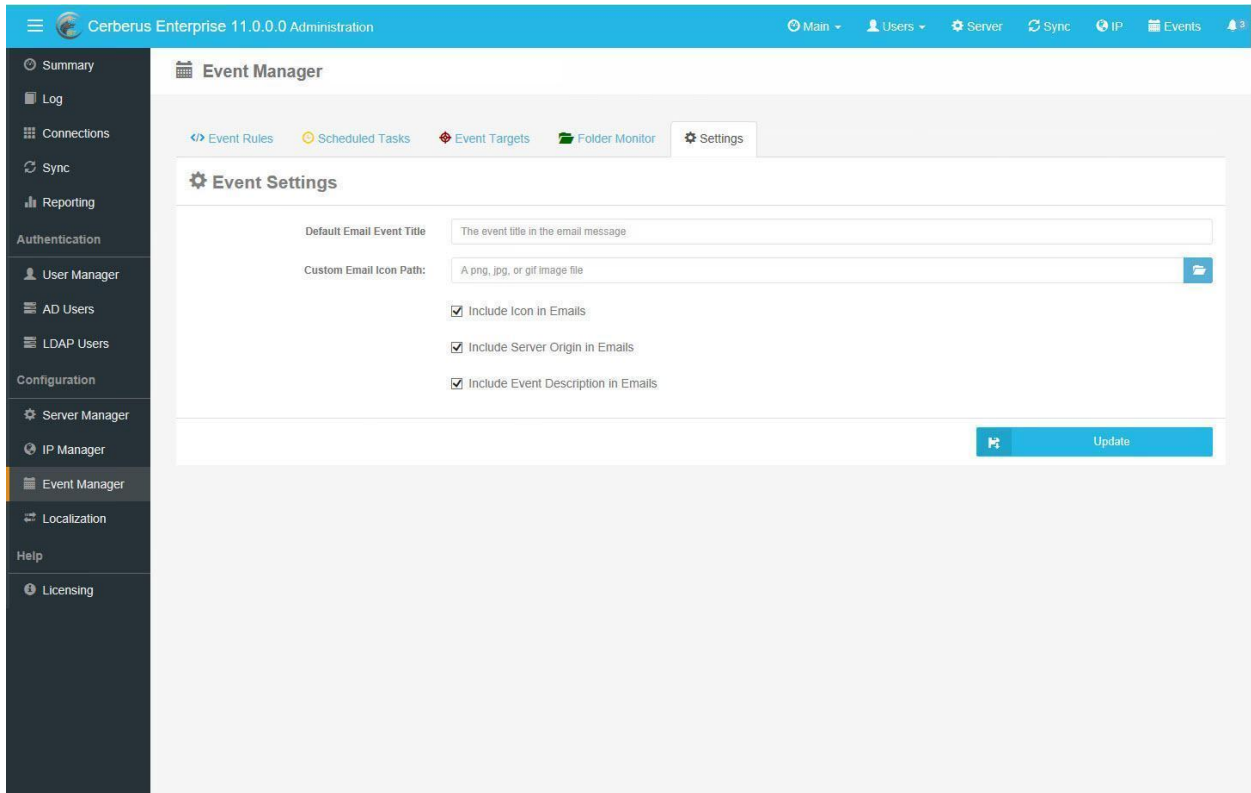 Cerberus Enterprise 11.0.0.0 Administration
Main
Users
Server
Sync
IP
Events
3
Summary
Log
Connections
Sync
Reporting
Authentication
User Manager
AD Users
LDAP Users
Configuration
Server Manager
IP Manager
Event Manager
Localization
Help
Licensing
Event Manager
</> Event Rules
Scheduled Tasks
Event Targets
Folder Monitor
Settings
Event Settings
Default Email Event Title
The event title in the email message
Custom Email Icon Path:
A png, jpg, or gif image file
Include Icon in Emails
Include Server Origin in Emails
Include Event Description in Emails
Update